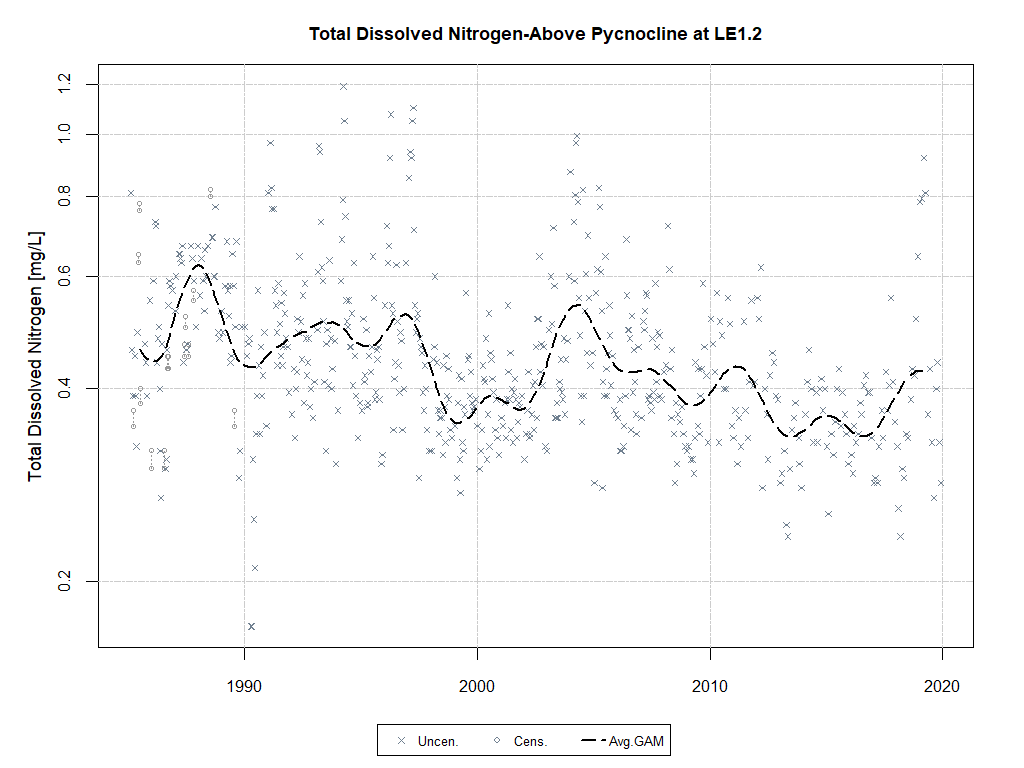 Total Dissolved Nitrogen-Above Pycnocline at LE1.2
Total Dissolved Nitrogen [mg/L]
1.2
1.0
0.8
0.6
0.4
0.2
1990 2000 2010 2020
Uncen. Cens. Avg.GAM